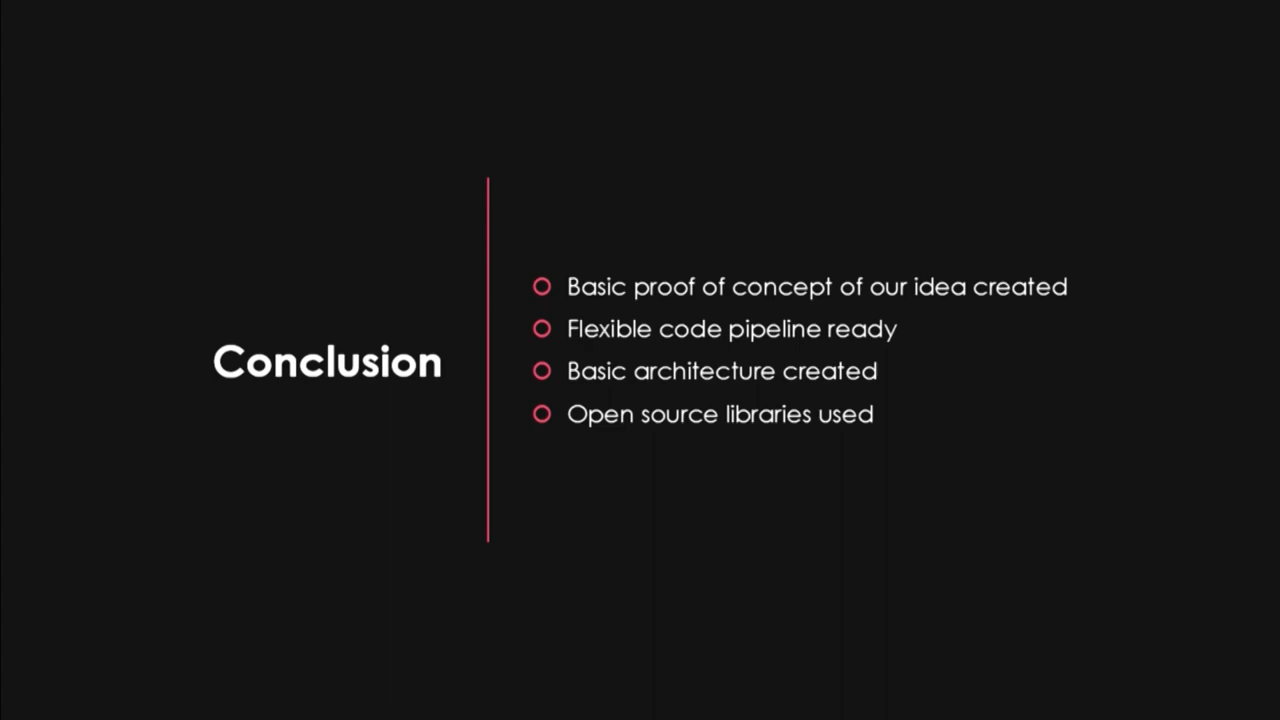 Conclusion
Basic proof of concept of our idea created
Flexible code pipeline ready
Basic architecture created
Open source libraries used